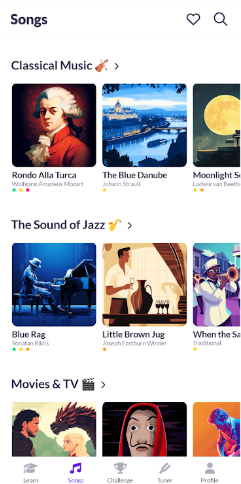 Songs
Classical Music 🎻 >
Rondo Alla Turca
Wolfgang Amadeus Mozart
The Blue Danube
Johann Strauß
Moonlight So
Ludwig van Beeth
The Sound of Jazz 🎷 >
Blue Rag
Yonatan Riklis
Little Brown Jug
Joseph Eastburn Winner
When the Sa
Traditional
Movies & TV 🎬 >
Learn
Songs
Challenge
Tuner
Profile